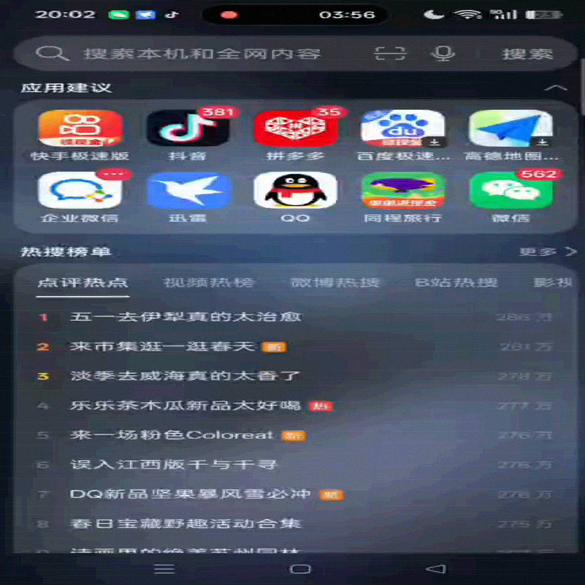 20:02 03:56
搜索本机和全网内容 搜索
应用建议
381 35
快手极速版 抖音 拼多多 百度极速... 高德地图...
... 562
企业微信 迅雷 QQ 同程旅行 微信
热搜榜单 更多
点评热点 视频热榜 微博热搜 B站热搜 影视
1 五一去伊犁真的太治愈
2 来市集逛一逛春天 新 281万
3 淡季去威海真的太香了 278万
4 乐乐茶木瓜新品太好喝 热 277万
5 来一场粉色Coloreat 新 276万
6 误入江西版千与千寻 276万
7 DQ新品坚果暴风雪必冲 新 276万
8 春日宝藏野趣活动合集 275万